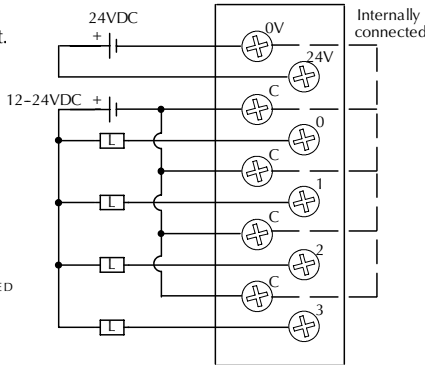 24VDC
Internally
connected
t.
+
0V
24V
12–24VDC +
C
0
L
C
1
L
C
2
L
ED
C
3
L